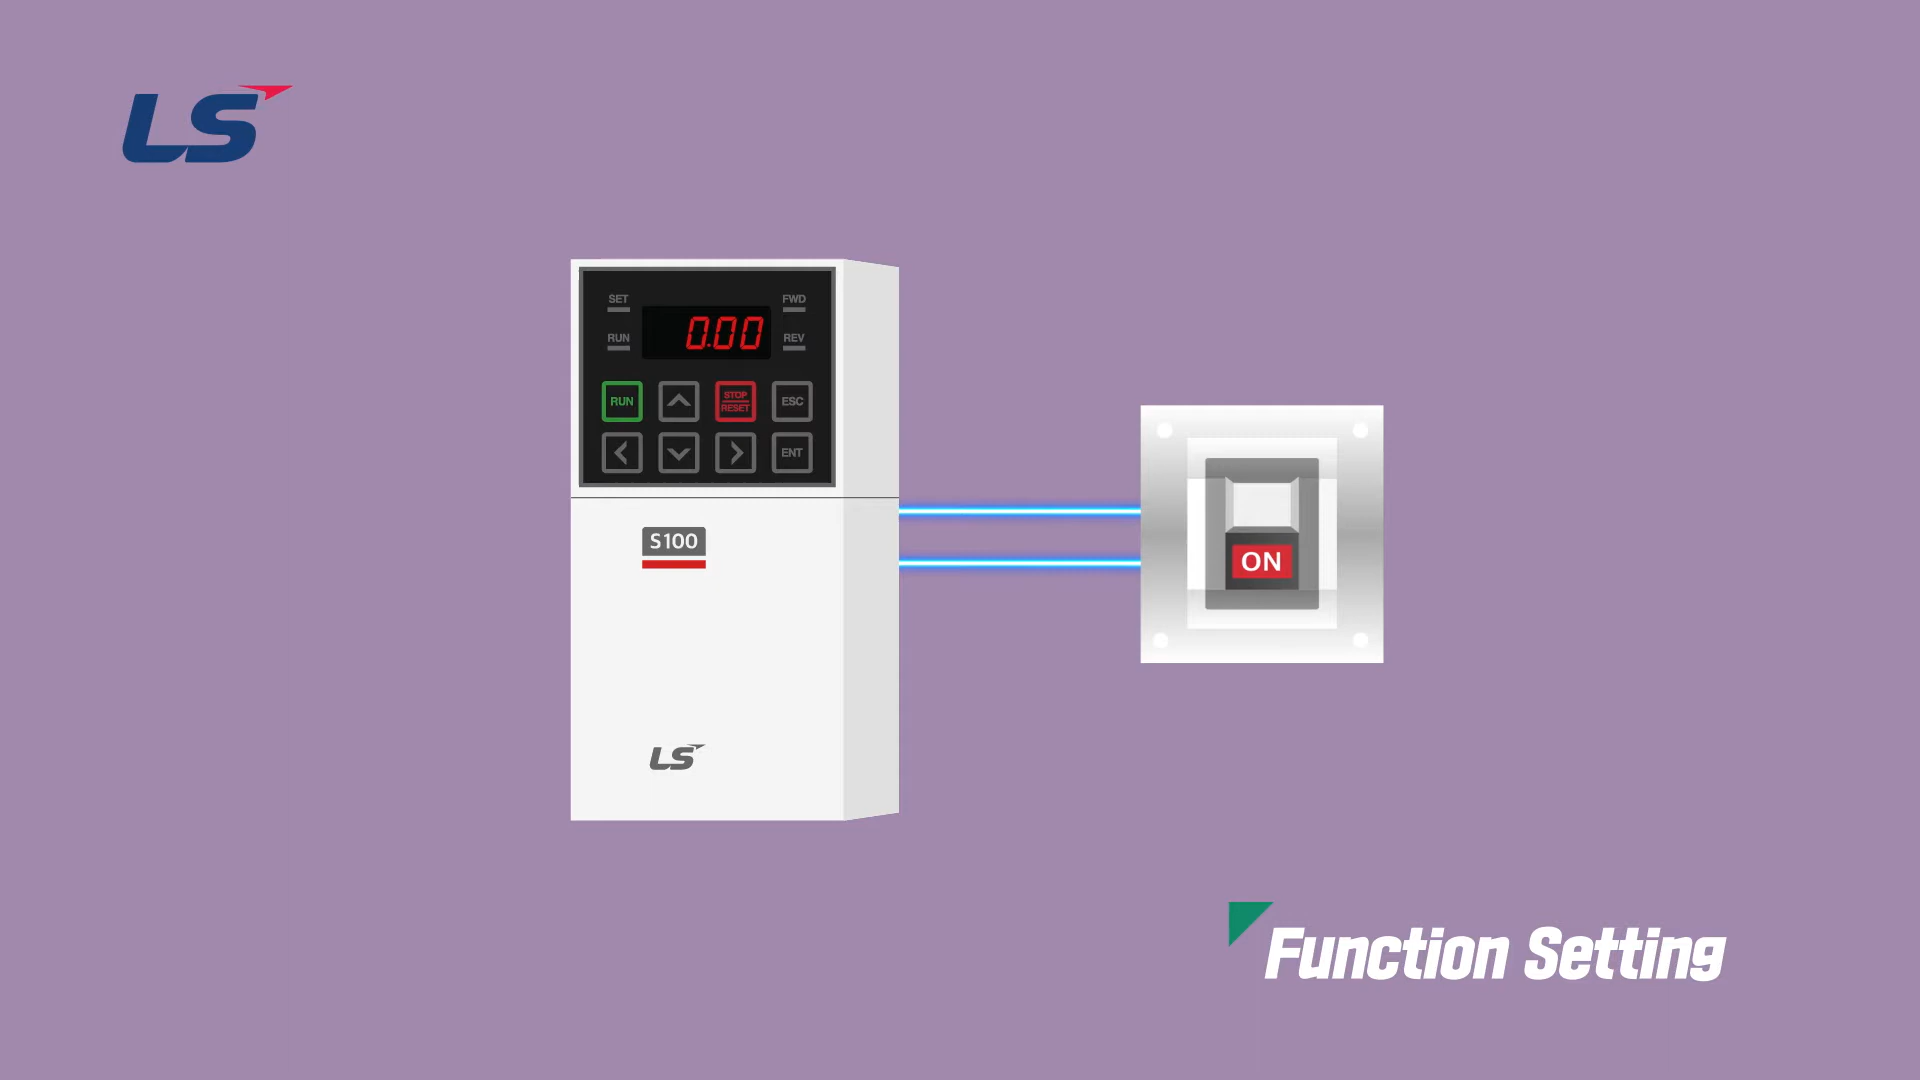 LS
SET
FWD
0.00
RUN
REV
RUN
STOP
RESET
ESC
ENT
S100
ON
LS
Function Setting